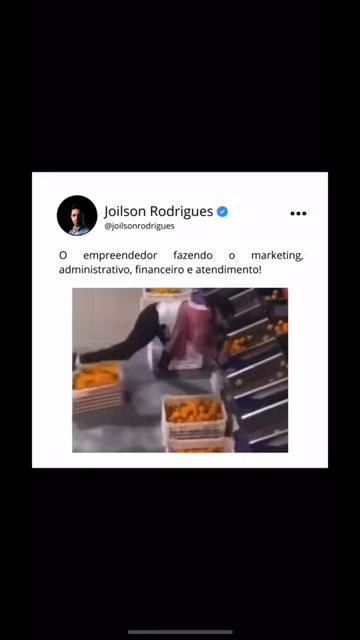 Joilson Rodrigues
@joilsonrodrigues
O empreendedor fazendo o marketing,
administrativo, financeiro e atendimento!